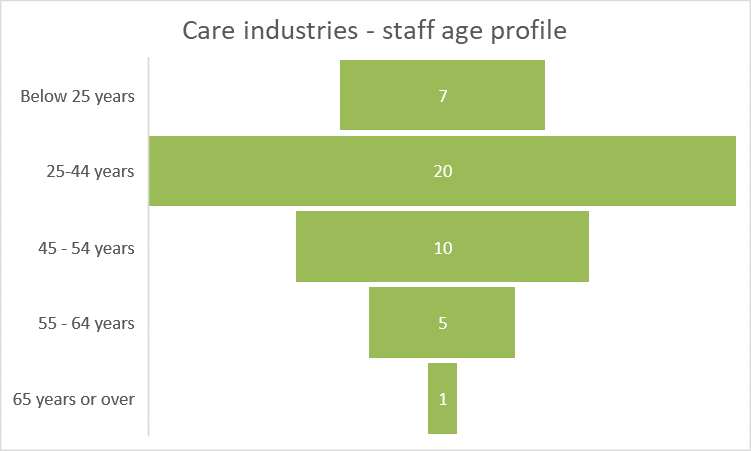 Care industries - staff age profile
Below 25 years
7
25-44 years
20
45 - 54 years
10
55 - 64 years
5
65 years or over
1